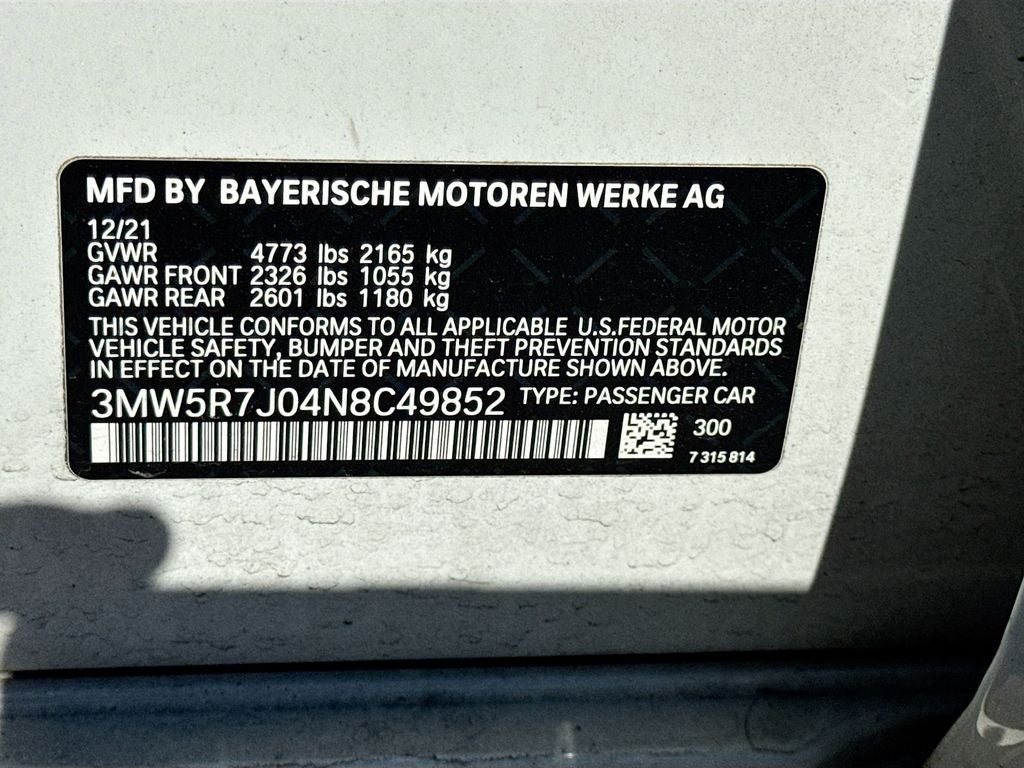 MFD BY BAYERISCHE MOTOREN WERKE AG
12/21
GVWR 4773 lbs 2165 kg
GAWR FRONT 2326 lbs 1055 kg
GAWR REAR 2601 lbs 1180 kg
THIS VEHICLE CONFORMS TO ALL APPLICABLE U.S.FEDERAL MOTOR
VEHICLE SAFETY, BUMPER AND THEFT PREVENTION STANDARDS
IN EFFECT ON THE DATE OF MANUFACTURE SHOWN ABOVE.
3MW5R7J04N8C49852 TYPE: PASSENGER CAR
300
7 315 814